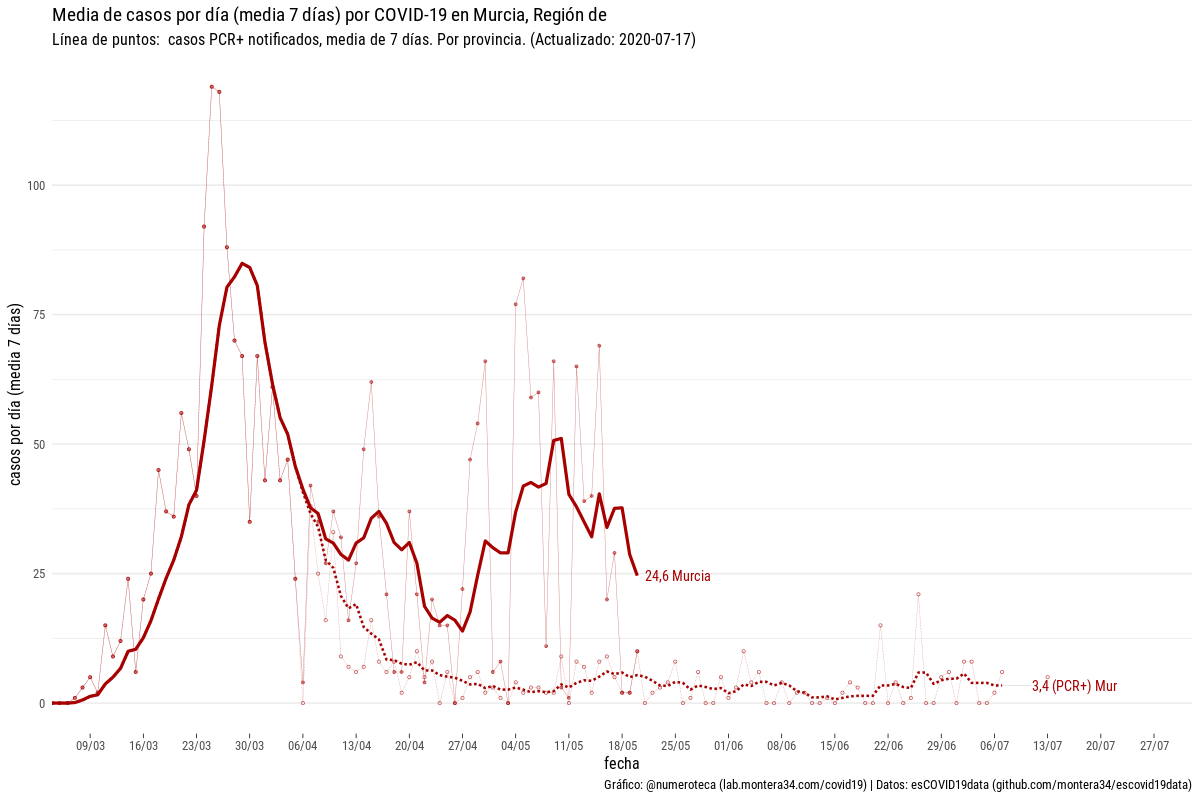 Media de casos por día (media 7 días) por COVID-19 en Murcia, Región de
Línea de puntos:  casos PCR+ notificados, media de 7 días. Por provincia. (Actualizado: 2020-07-17)
casos por día (media 7 días)
100
75
50
25
0
24,6 Murcia
3,4 (PCR+) Mur
09/03 16/03 23/03 30/03 06/04 13/04 20/04 27/04 04/05 11/05 18/05 25/05 01/06 08/06 15/06 22/06 29/06 06/07 13/07 20/07 27/07
fecha
Gráfico: @numeroteca (lab.montera34.com/covid19) | Datos: esCOVID19data (github.com/montera34/escovid19data)